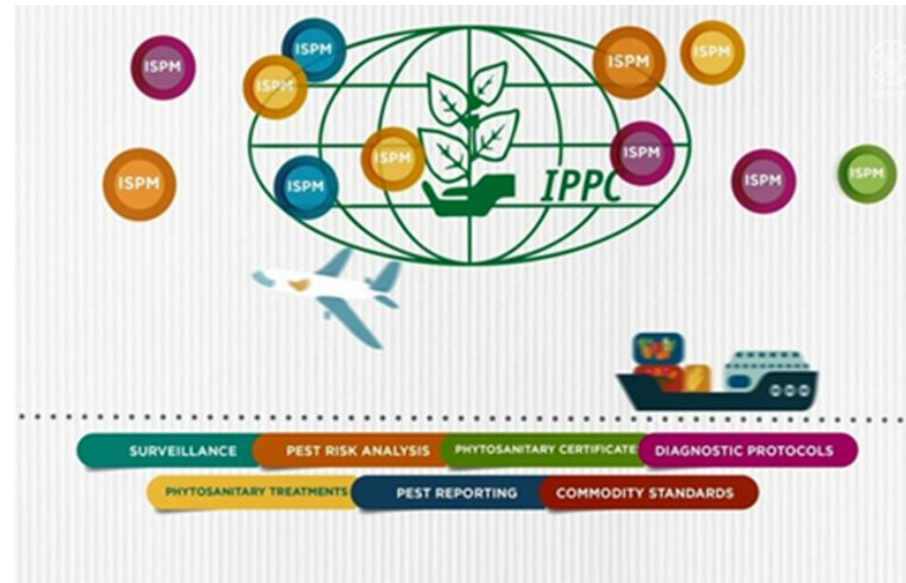 ISPM
ISPM
ISPM
ISPM
ISPM
ISPM
ISPM
ISPM
ISPM
ISPM
ISPM
IPPC
SURVEILLANCE
PEST RISK ANALYSIS
PHYTOSANITARY CERTIFICATE
DIAGNOSTIC PROTOCOLS
PHYTOSANITARY TREATMENTS
PEST REPORTING
COMMODITY STANDARDS